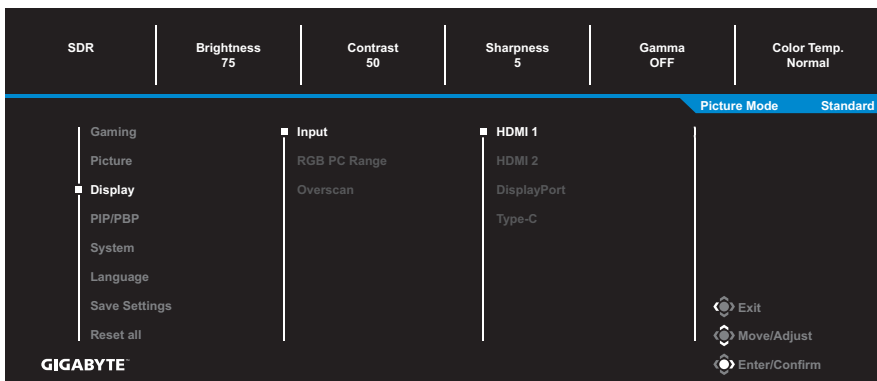 SDR
Brightness
75
Contrast
50
Sharpness
5
Gamma
OFF
Color Temp.
Normal
Picture Mode Standard
Gaming
Picture
Display
PIP/PBP
System
Language
Save Settings
Reset all
Input
RGB PC Range
Overscan
HDMI 1
HDMI 2
DisplayPort
Type-C
Exit
Move/Adjust
Enter/Confirm
GIGABYTE™